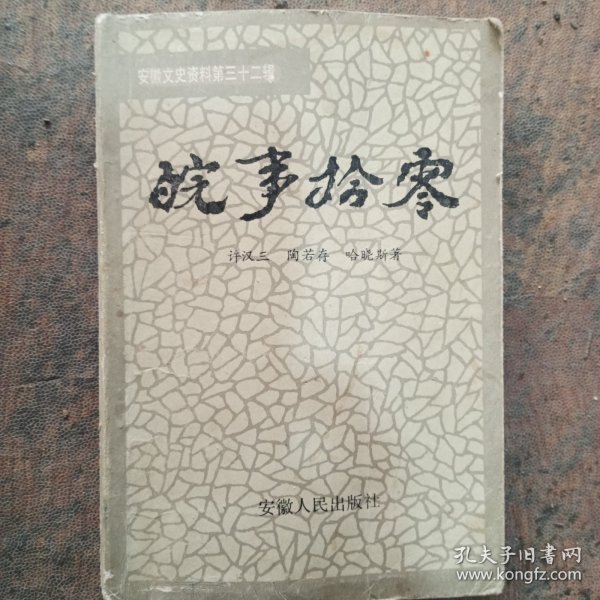 安徽文史资料第三十二辑
皖事拾零
许汉三 陶若存 哈晓斯著
安徽人民出版社
孔夫子旧书网
www.kongfz.com